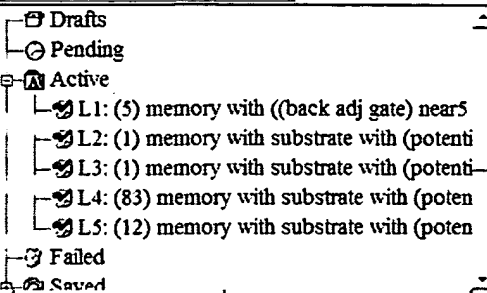 Drafts
Pending
Active
L1: (5) memory with ((back adj gate) near5
L2: (1) memory with substrate with (potenti
L3: (1) memory with substrate with (potenti
L4: (83) memory with substrate with (poten
L5: (12) memory with substrate with (poten
Failed
Saved